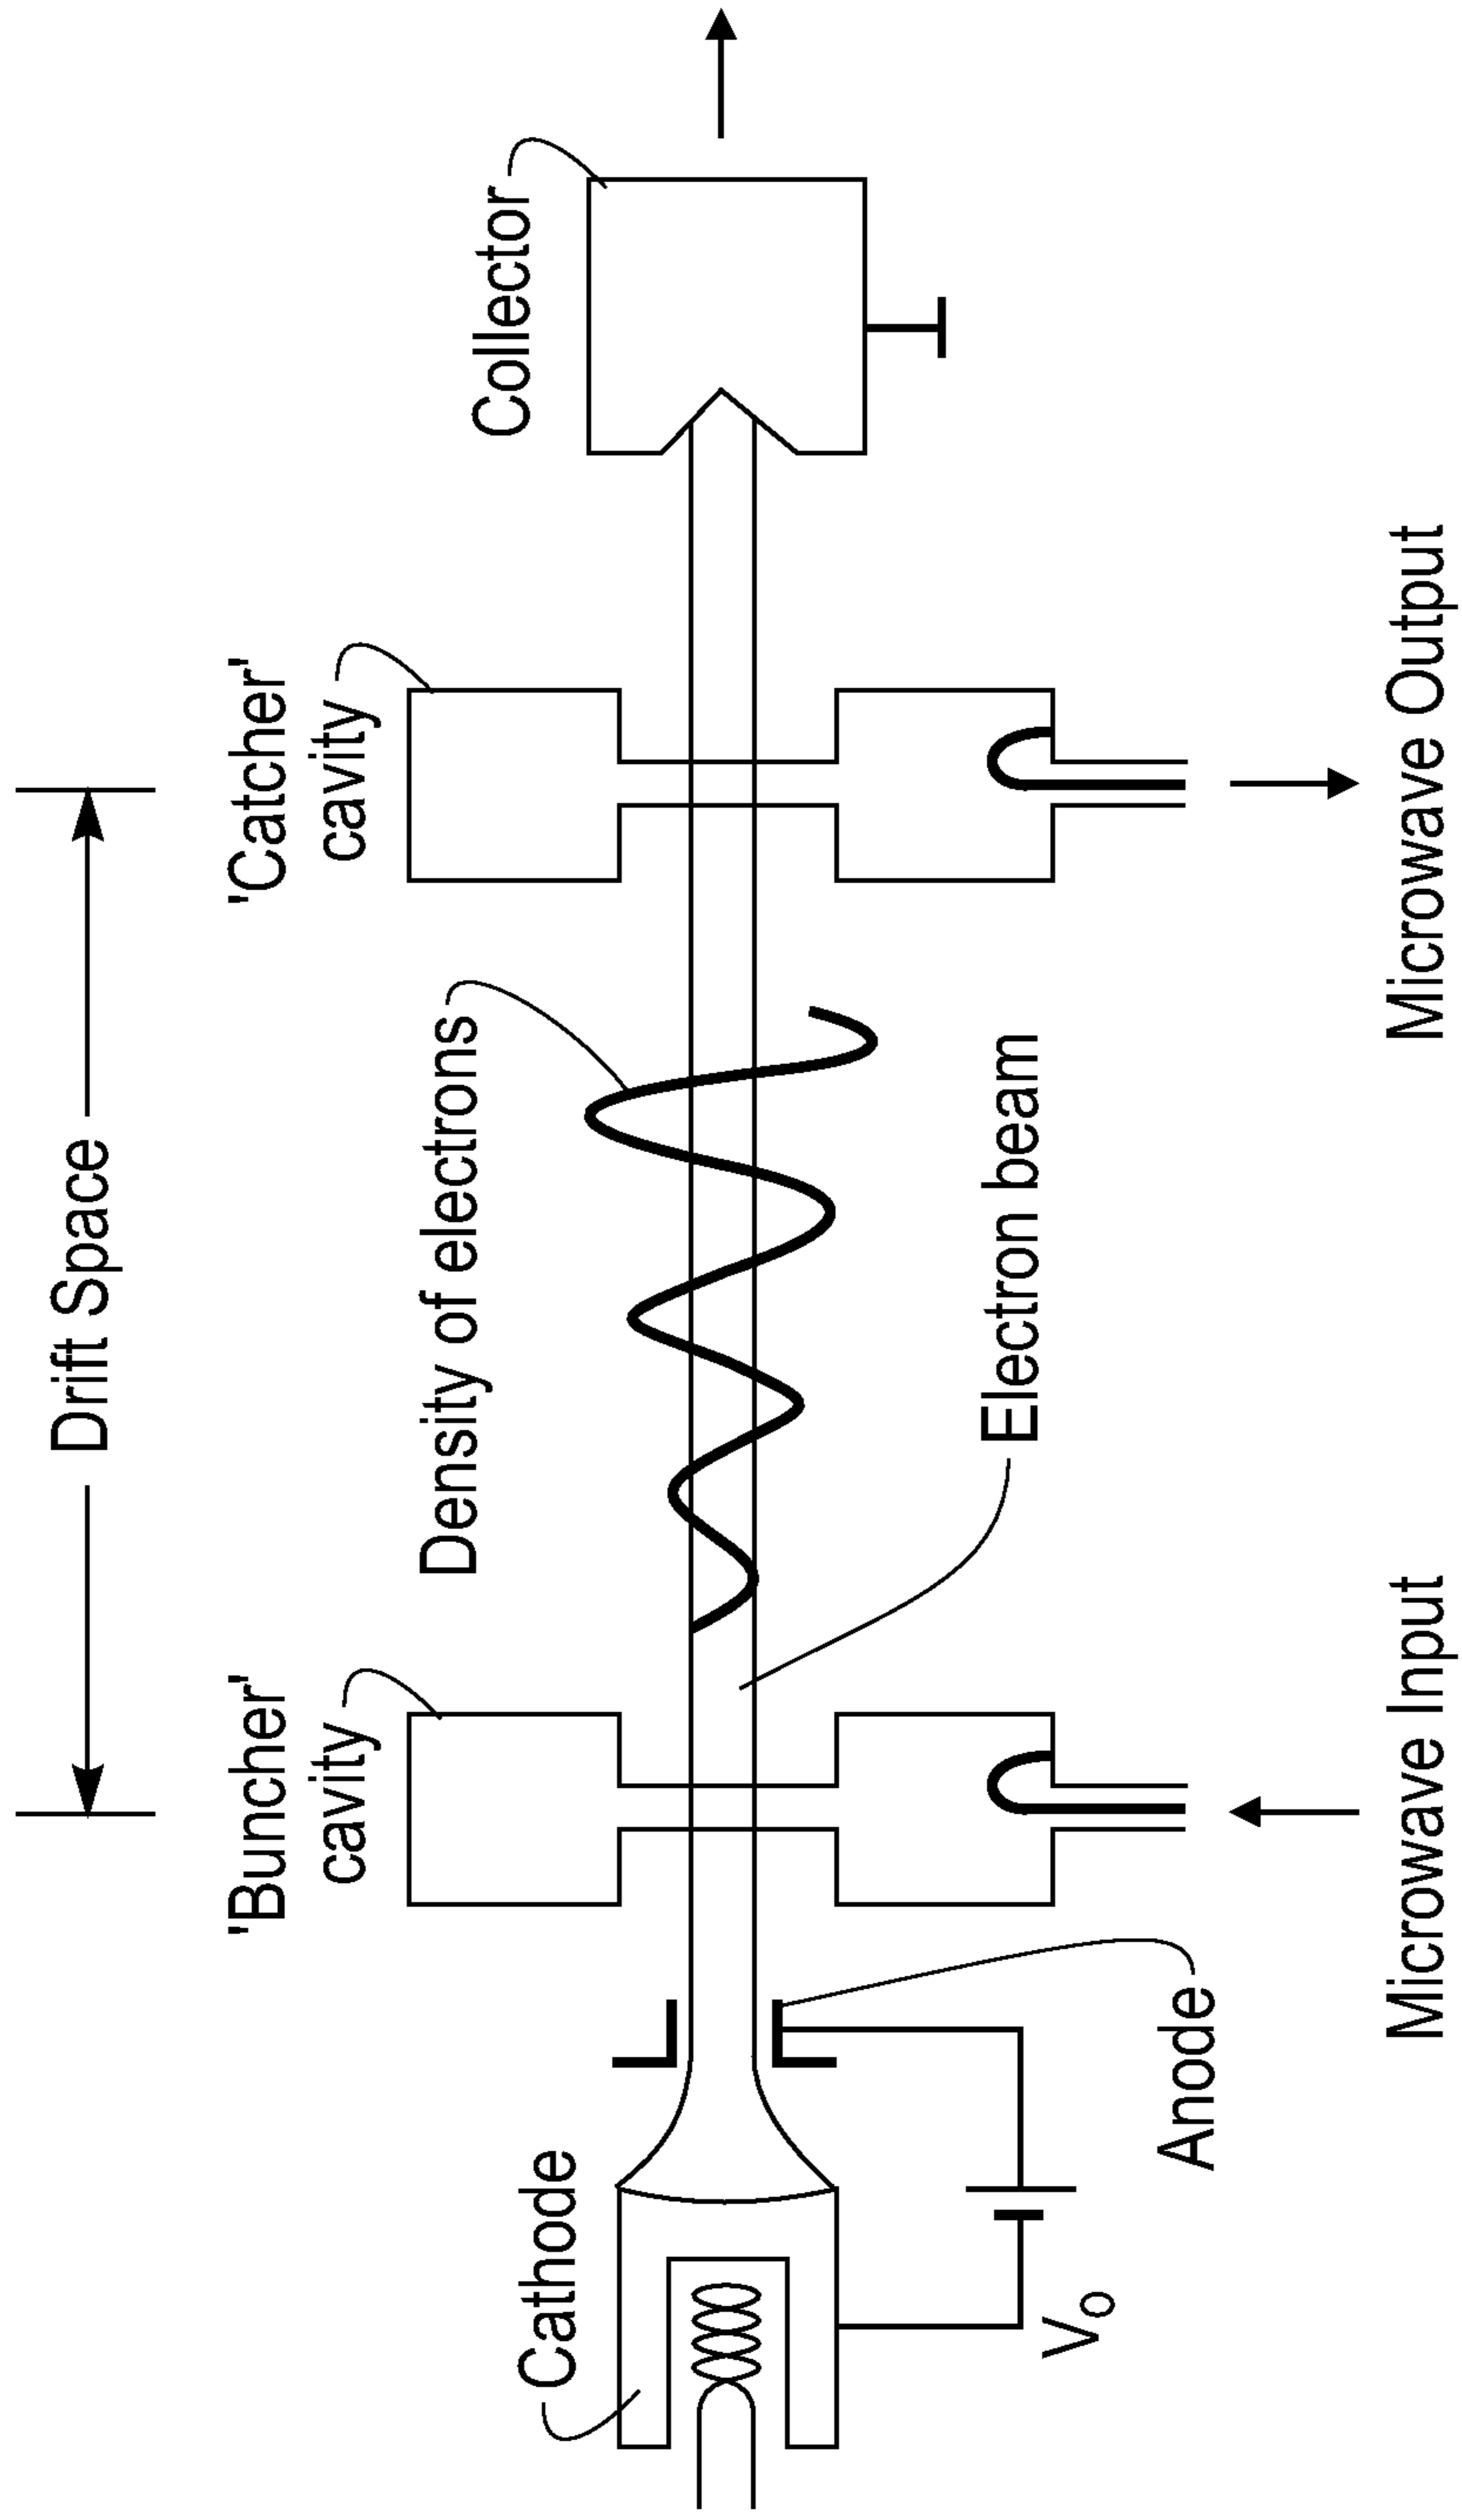 Drift Space
'Buncher'
cavity
'Catcher'
cavity
Density of electrons
Collector
Cathode
Electron beam
V₀
Anode
Microwave Input
Microwave Output